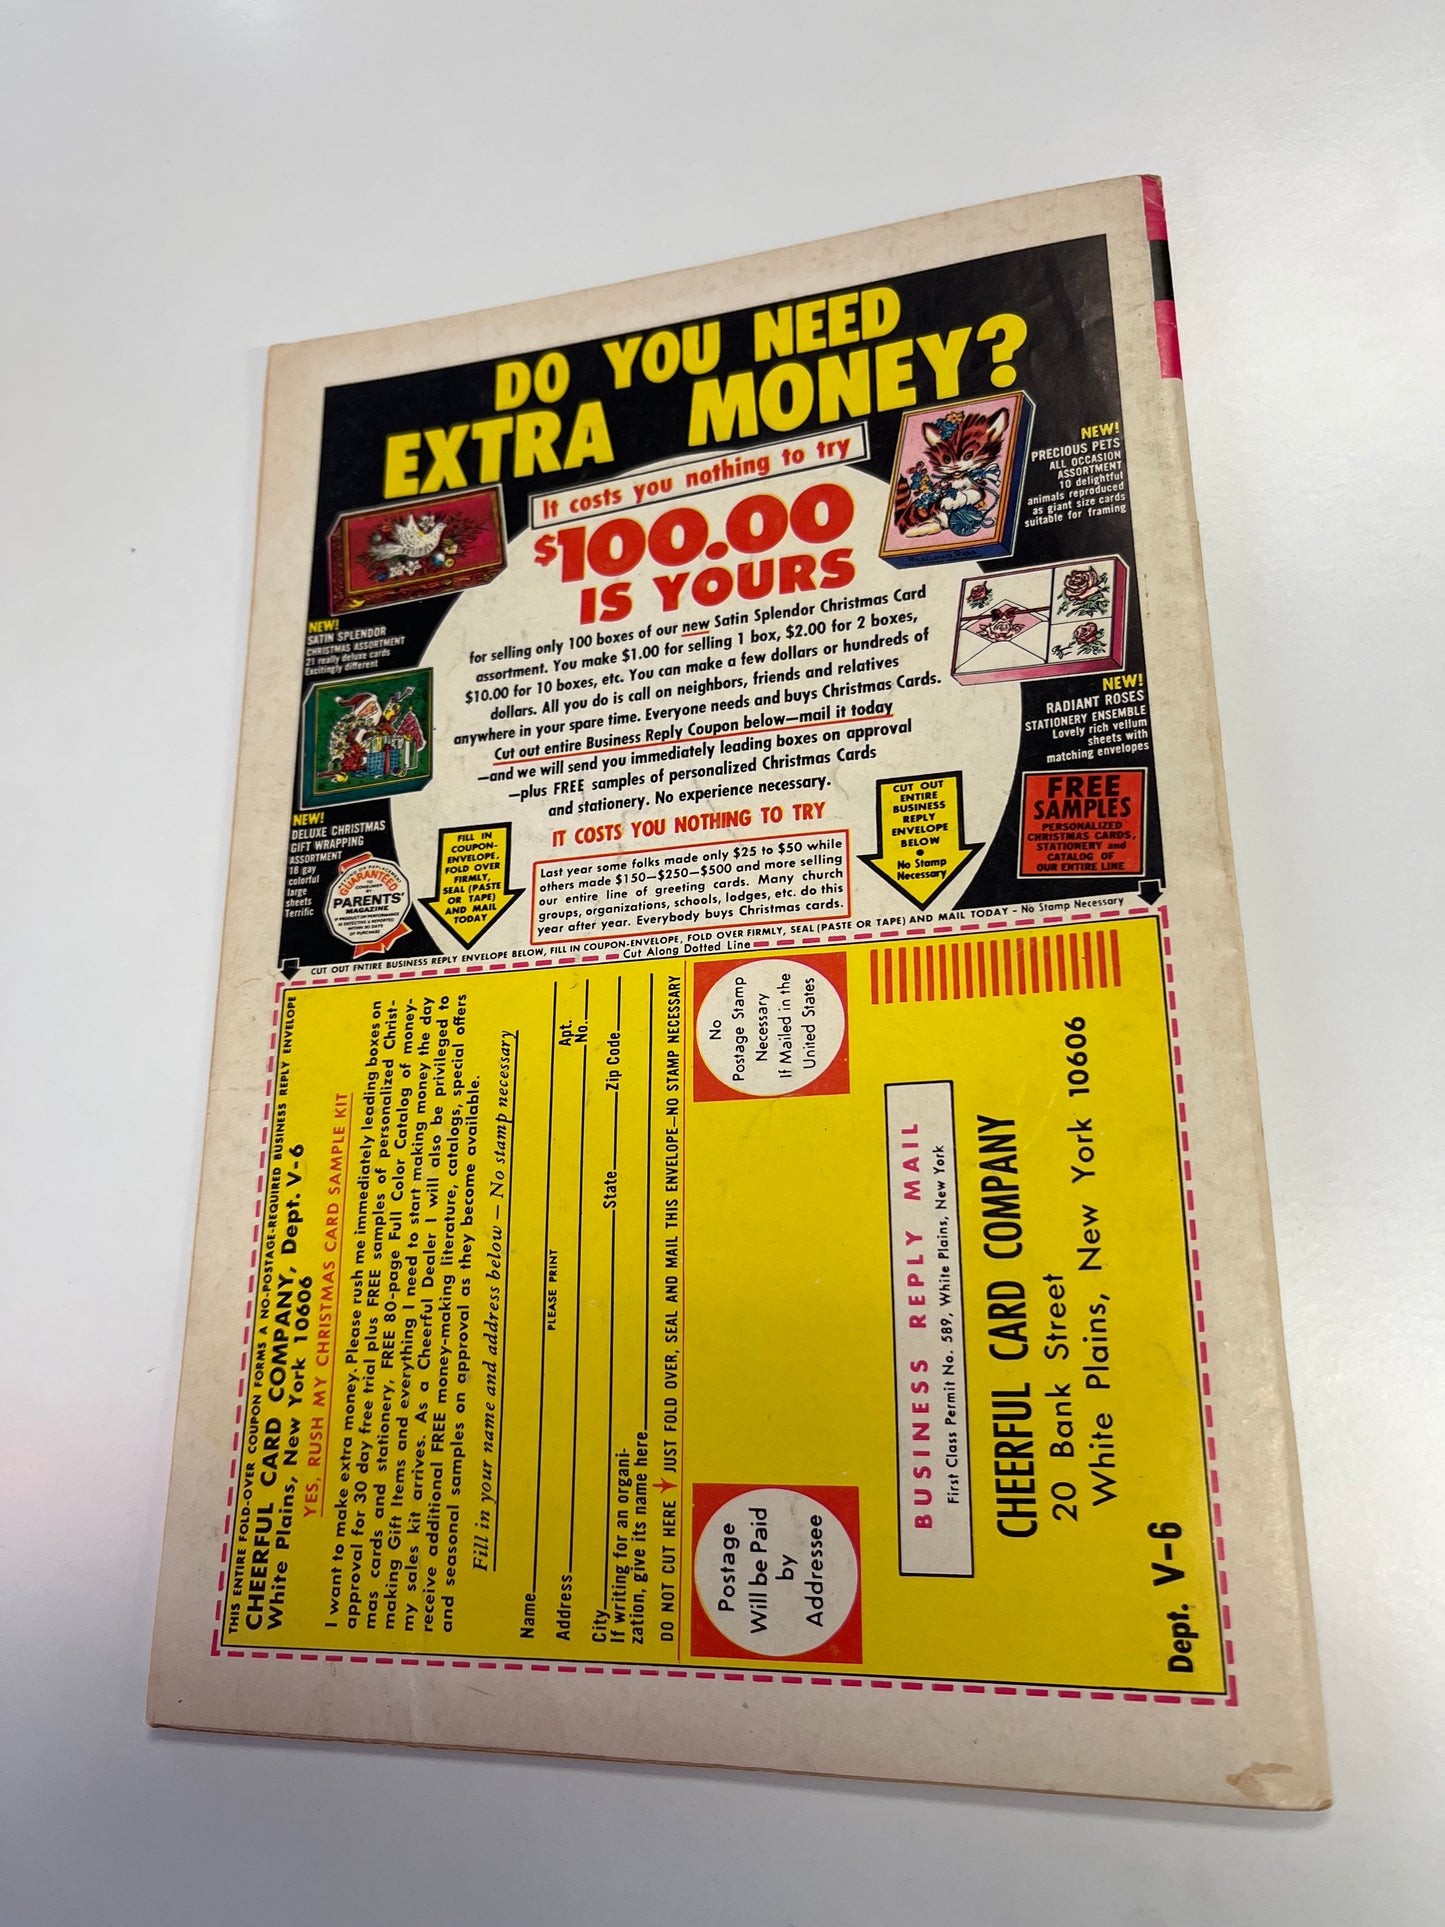 DO YOU NEED
EXTRA MONEY?
It costs you nothing to try
$100.00
IS YOURS
for selling only 100 boxes of our new Satin Splendor Christmas Card
assortment. You make $1.00 for selling 1 box, $2.00 for 2 boxes,
$10.00 for 10 boxes, etc. You can make a few dollars or hundreds of
dollars. All you do is call on neighbors, friends and relatives
anywhere in your spare time. Everyone needs and buys Christmas Cards.
Cut out entire Business Reply Coupon below—mail it today
—and we will send you immediately leading boxes on approval
—plus FREE samples of personalized Christmas Cards
and stationery. No experience necessary.
IT COSTS YOU NOTHING TO TRY
Last year some folks made only $25 to $50 while
others made $150—$250—$500 and more selling
our entire line of greeting cards. Many church
groups, organizations, schools, lodges, etc. do this
year after year. Everybody buys Christmas cards.
NEW!
SATIN SPLENDOR
CHRISTMAS ASSORTMENT
21 really deluxe cards
Excitingly different
NEW!
DELUXE CHRISTMAS
GIFT WRAPPING
ASSORTMENT
18 gay
colorful
large
sheets
Terrific
GUARANTEED
TO
CONSUMER
BY
PARENTS'
MAGAZINE
IF PRODUCT OR PERFORMANCE
IS DEFECTIVE & REPORTED
WITHIN 30 DAYS
OF PURCHASE
FILL IN
COUPON-
ENVELOPE,
FOLD OVER
FIRMLY,
SEAL (PASTE
OR TAPE)
AND MAIL
TODAY
NEW!
PRECIOUS PETS
ALL OCCASION
ASSORTMENT
10 delightful
animals reproduced
as giant size cards
suitable for framing
Precious Pets
NEW!
RADIANT ROSES
STATIONERY ENSEMBLE
Lovely rich vellum
sheets with
matching envelopes
CUT OUT
ENTIRE
BUSINESS
REPLY
ENVELOPE
BELOW
•
No Stamp
Necessary
FREE
SAMPLES
PERSONALIZED
CHRISTMAS CARDS,
STATIONERY and
CATALOG OF
OUR ENTIRE LINE
CUT OUT ENTIRE BUSINESS REPLY ENVELOPE BELOW, FILL IN COUPON-ENVELOPE, FOLD OVER FIRMLY, SEAL (PASTE OR TAPE) AND MAIL TODAY - No Stamp Necessary
Cut Along Dotted Line
THIS ENTIRE FOLD-OVER COUPON FORMS A NO-POSTAGE-REQUIRED BUSINESS REPLY ENVELOPE
CHEERFUL CARD COMPANY, Dept. V-6
White Plains, New York 10606
YES, RUSH MY CHRISTMAS CARD SAMPLE KIT
I want to make extra money. Please rush me immediately leading boxes on
approval for 30 day free trial plus FREE samples of personalized Christ-
mas cards and stationery, FREE 80-page Full Color Catalog of money-
making Gift Items and everything I need to start making money the day
my sales kit arrives. As a Cheerful Dealer I will also be privileged to
receive additional FREE money-making literature, catalogs, special offers
and seasonal samples on approval as they become available.
Fill in your name and address below — No stamp necessary
Name
PLEASE PRINT
Address
Apt.
No.
City
State
Zip Code
If writing for an organi-
zation, give its name here
DO NOT CUT HERE JUST FOLD OVER, SEAL AND MAIL THIS ENVELOPE—NO STAMP NECESSARY
Postage
Will be Paid
by
Addressee
No
Postage Stamp
Necessary
If Mailed in the
United States
BUSINESS REPLY MAIL
First Class Permit No. 589, White Plains, New York
CHEERFUL CARD COMPANY
20 Bank Street
White Plains, New York 10606
Dept. V-6